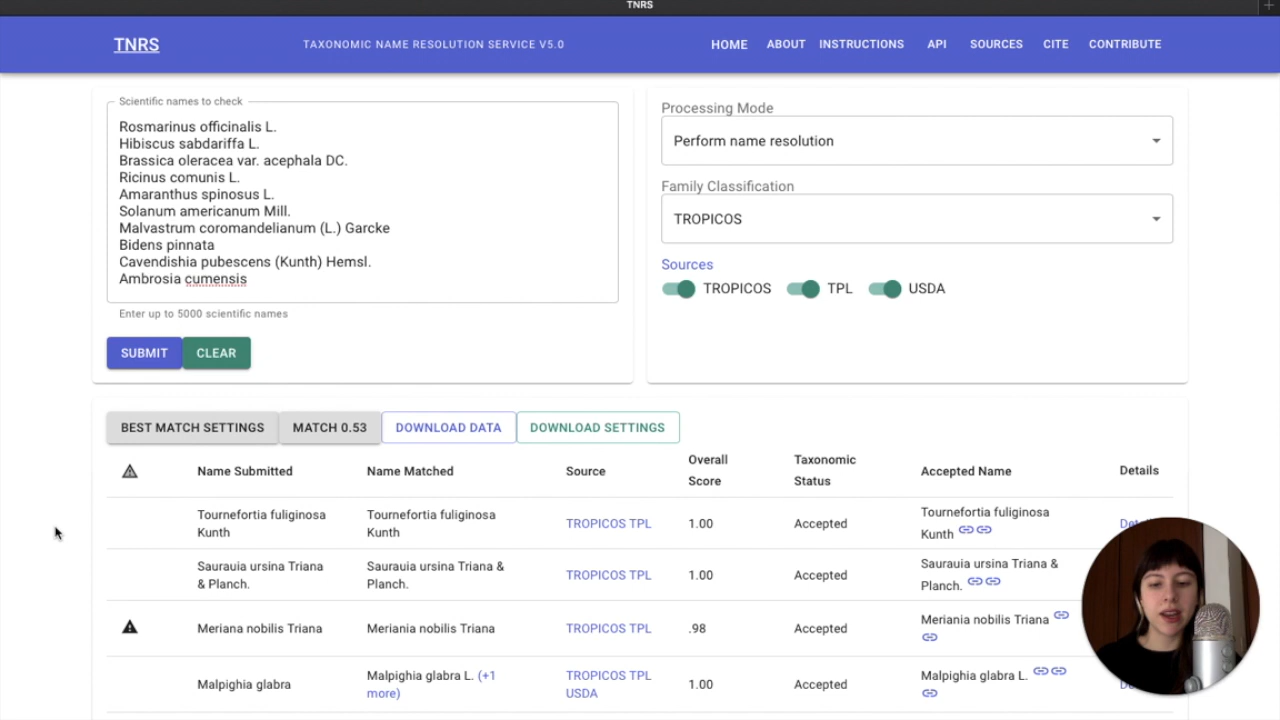 TNRS
TNRS
TAXONOMIC NAME RESOLUTION SERVICE V5.0
HOME ABOUT INSTRUCTIONS API SOURCES CITE CONTRIBUTE
Scientific names to check
Rosmarinus officinalis L.
Hibiscus sabdariffa L.
Brassica oleracea var. acephala DC.
Ricinus comunis L.
Amaranthus spinosus L.
Solanum americanum Mill.
Malvastrum coromandelianum (L.) Garcke
Bidens pinnata
Cavendishia pubescens (Kunth) Hemsl.
Ambrosia cumensis
Enter up to 5000 scientific names
SUBMIT CLEAR
Processing Mode
Perform name resolution
Family Classification
TROPICOS
Sources
TROPICOS TPL USDA
BEST MATCH SETTINGS MATCH 0.53 DOWNLOAD DATA DOWNLOAD SETTINGS
Name Submitted
Name Matched
Source
Overall
Score
Taxonomic
Status
Accepted Name
Details
Tournefortia fuliginosa
Kunth
Tournefortia fuliginosa
Kunth
TROPICOS TPL
1.00
Accepted
Tournefortia fuliginosa
Kunth
Saurauia ursina Triana
& Planch.
Saurauia ursina Triana &
Planch.
TROPICOS TPL
1.00
Accepted
Saurauia ursina Triana &
Planch.
Meriana nobilis Triana
Meriania nobilis Triana
TROPICOS TPL
.98
Accepted
Meriania nobilis Triana
Malpighia glabra
Malpighia glabra L. (+1
more)
TROPICOS TPL
USDA
1.00
Accepted
Malpighia glabra L.